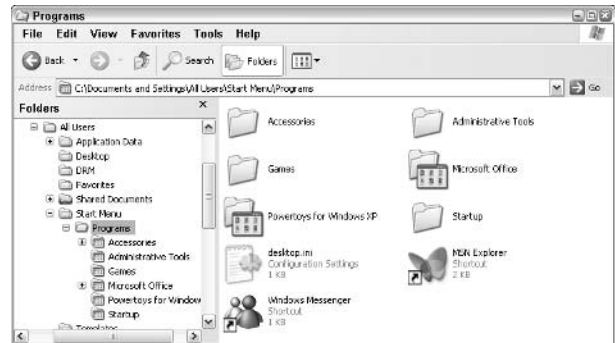 Programs
File Edit View Favorites Tools Help
Back Search Folders
Address C:\Documents and Settings\All Users\Start Menu\Programs Go
Folders
All Users
Application Data
Desktop
DRM
Favorites
Shared Documents
Start Menu
Programs
Accessories
Administrative Tools
Games
Microsoft Office
Powertoys for Window
Startup
Templates
Accessories
Administrative Tools
Games
Microsoft Office
Powertoys for Windows XP
Startup
desktop.ini
Configuration Settings
1 KB
MSN Explorer
Shortcut
2 KB
Windows Messenger
Shortcut
1 KB